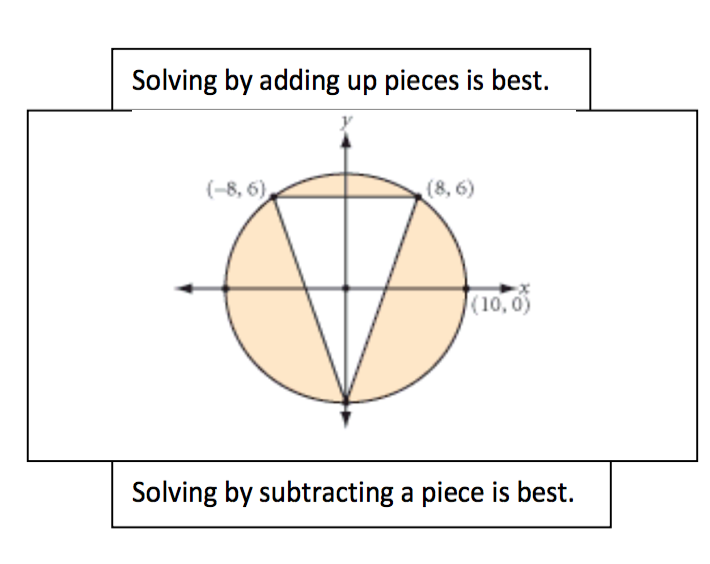 Solving by adding up pieces is best.
y
(–8, 6)
(8, 6)
x
(10, 0)
Solving by subtracting a piece is best.